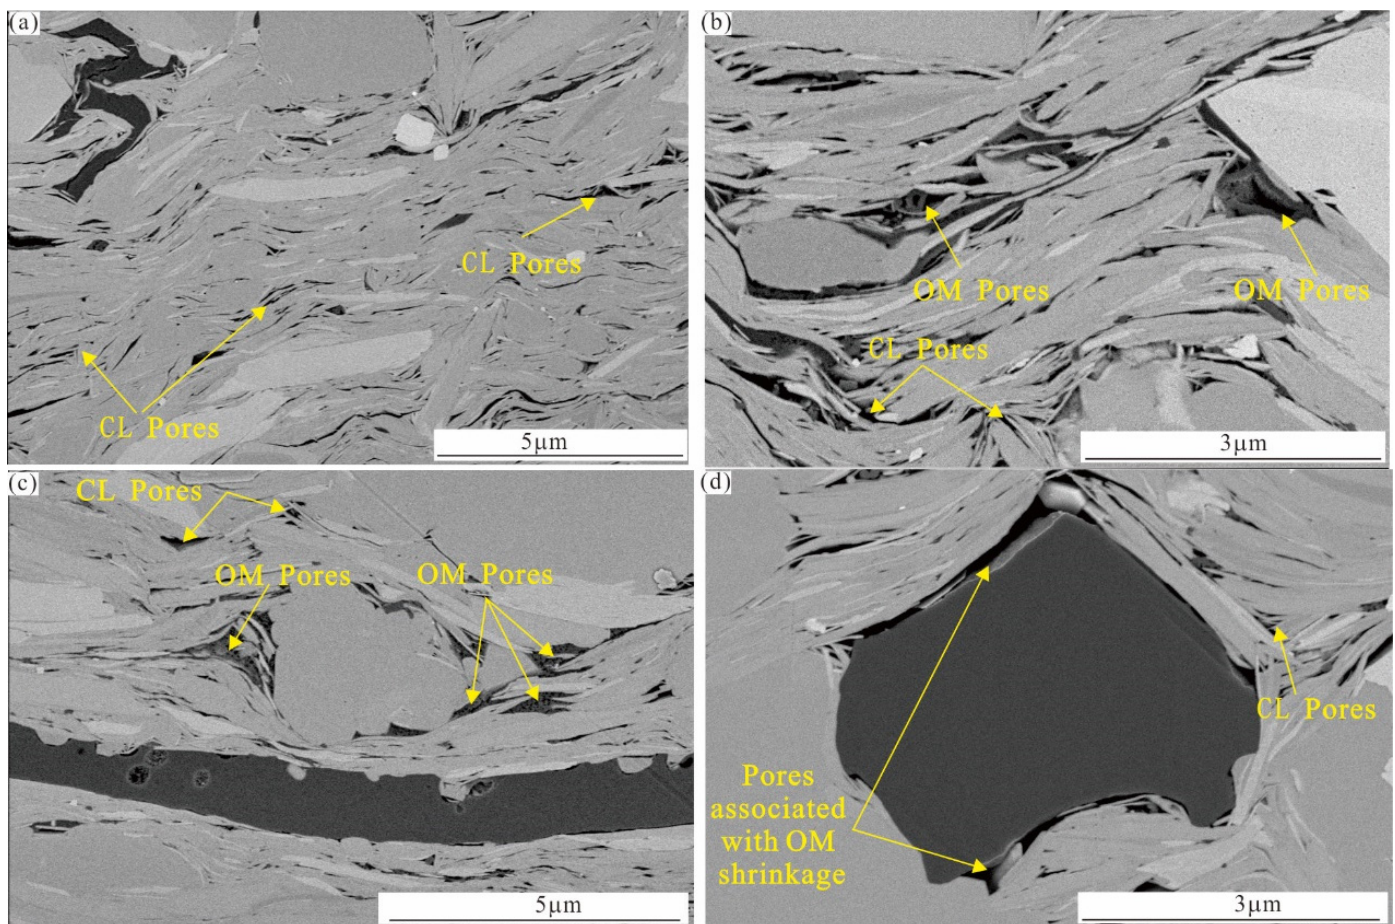 (a)
CL Pores
CL Pores
5μm
(b)
OM Pores
OM Pores
CL Pores
3μm
(c)
CL Pores
OM Pores
OM Pores
5μm
(d)
CL Pores
Pores
associated
with OM
shrinkage
3μm